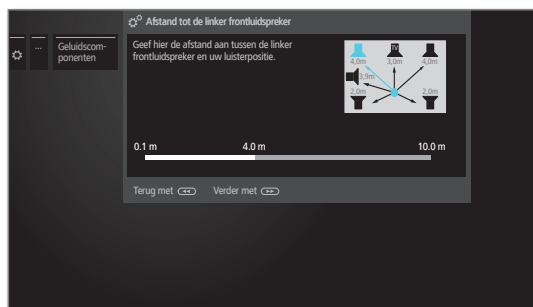 Afstand tot de linker frontluidspreker
...
Geluidscom-
ponenten
Geef hier de afstand aan tussen de linker
frontluidspreker en uw luisterpositie.
TV
4,0m
3,0m
4,0m
3,9m
2,0m
2,0m
0.1 m
4.0 m
10.0 m
Terug met
Verder met